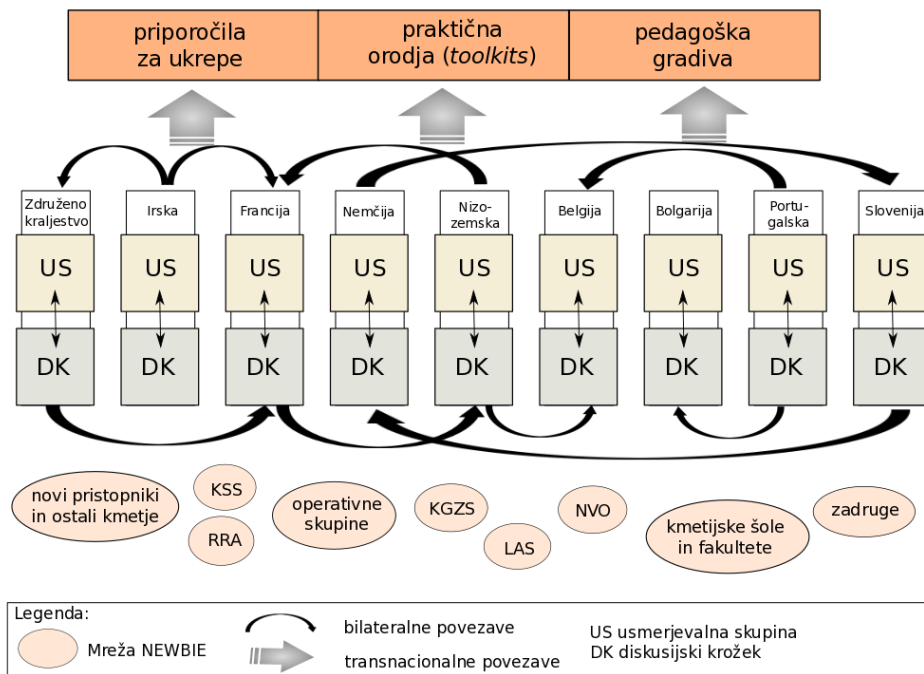 priporočila
za ukrepe
praktična
orodja (toolkits)
pedagoška
gradiva
Združeno
kraljestvo
Irska
Francija
Nemčija
Nizo-
zemska
Belgija
Bolgarija
Portu-
galska
Slovenija
US US US US US US US US US
DK DK DK DK DK DK DK DK DK
novi pristopniki
in ostali kmetje
KSS
RRA
operativne
skupine
KGZS
LAS
NVO
kmetijske šole
in fakultete
zadruge
Legenda:
Mreža NEWBIE
bilateralne povezave
transnacionalne povezave
US usmerjevalna skupina
DK diskusijski krožek